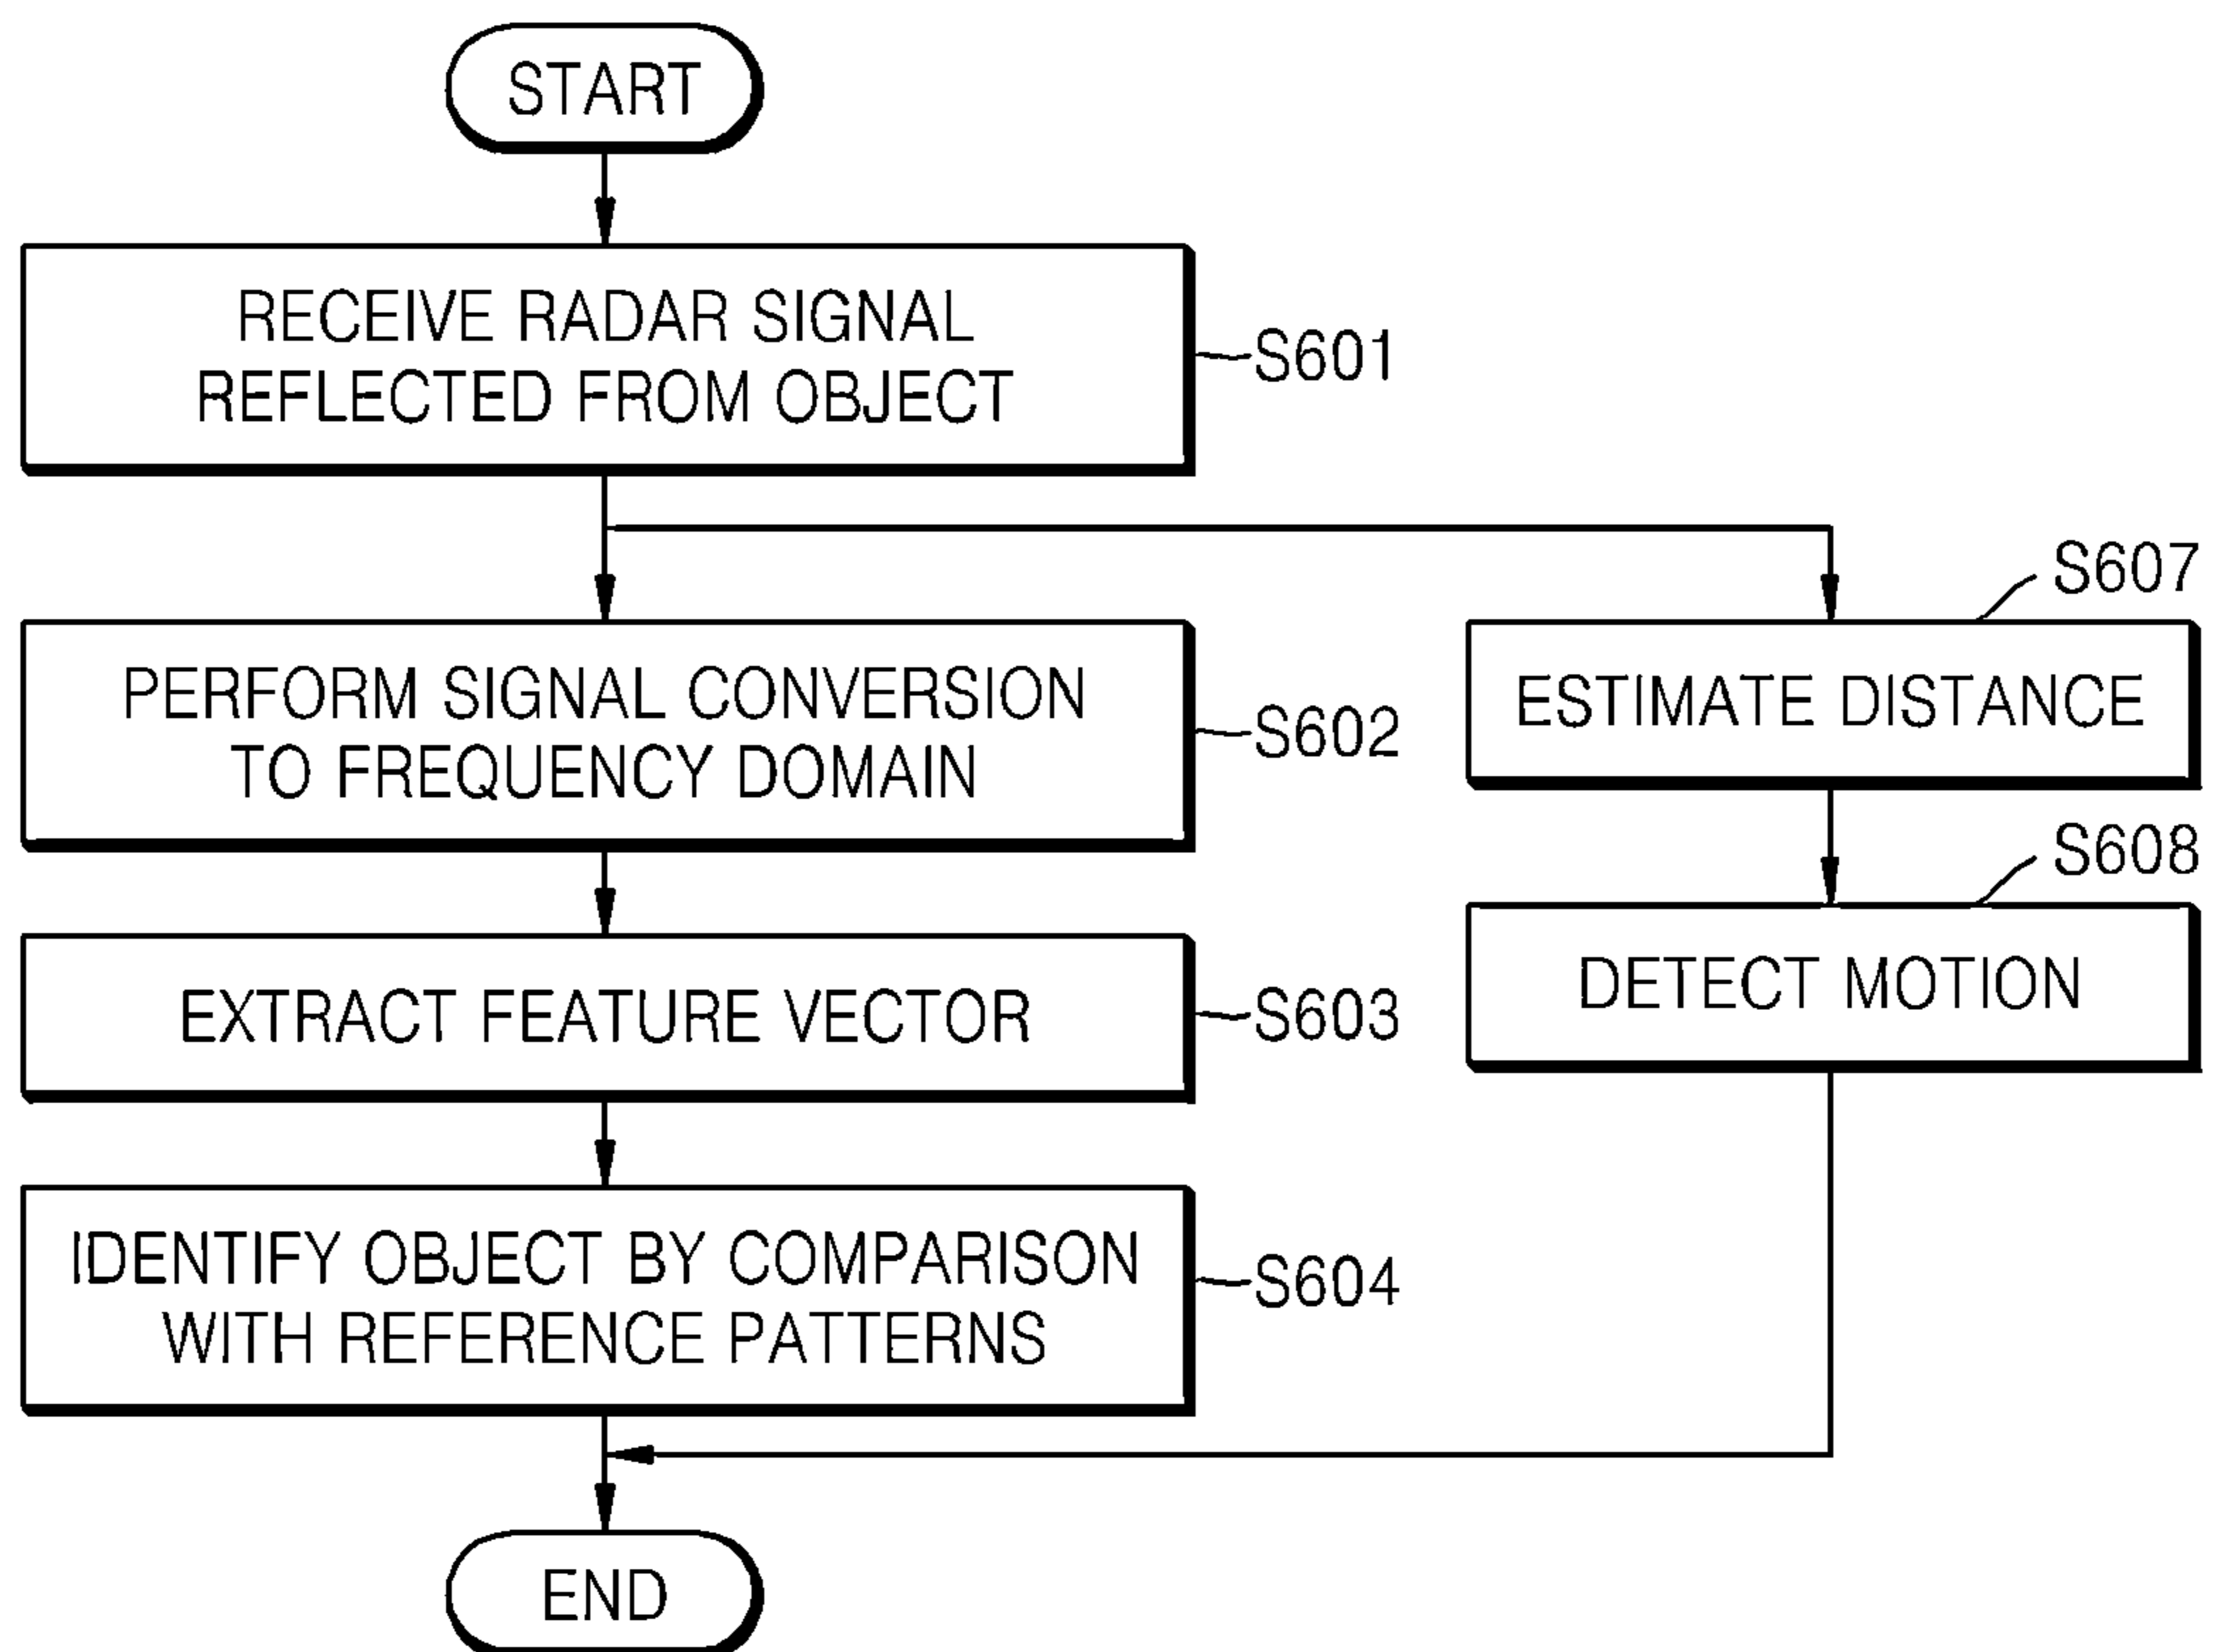 START
RECEIVE RADAR SIGNAL
REFLECTED FROM OBJECT
S601
PERFORM SIGNAL CONVERSION
TO FREQUENCY DOMAIN
S602
EXTRACT FEATURE VECTOR
S603
IDENTIFY OBJECT BY COMPARISON
WITH REFERENCE PATTERNS
S604
S607
ESTIMATE DISTANCE
S608
DETECT MOTION
END